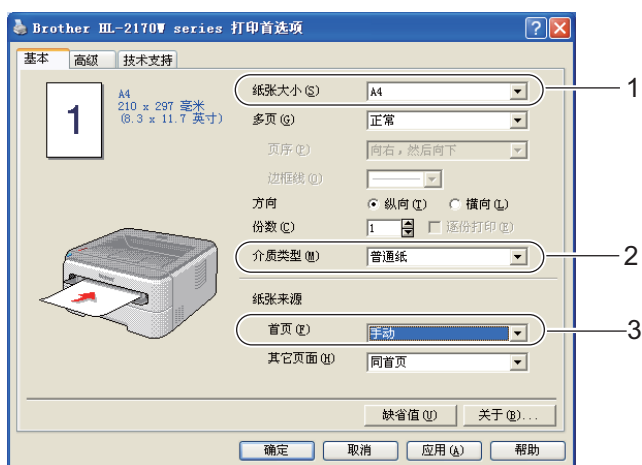 Brother HL-2170W series 打印首选项
基本 高级 技术支持
1
A4
210 x 297 毫米
(8.3 x 11.7 英寸)
纸张大小(S) A4 1
多页(G) 正常
页序(P) 向右，然后向下
边框线(D)
方向 纵向(T) 横向(L)
份数(C) 1 逐份打印(E)
介质类型(M) 普通纸 2
纸张来源
首页(F) 手动 3
其它页面(H) 同首页
缺省值(U) 关于(B)...
确定 取消 应用(A) 帮助